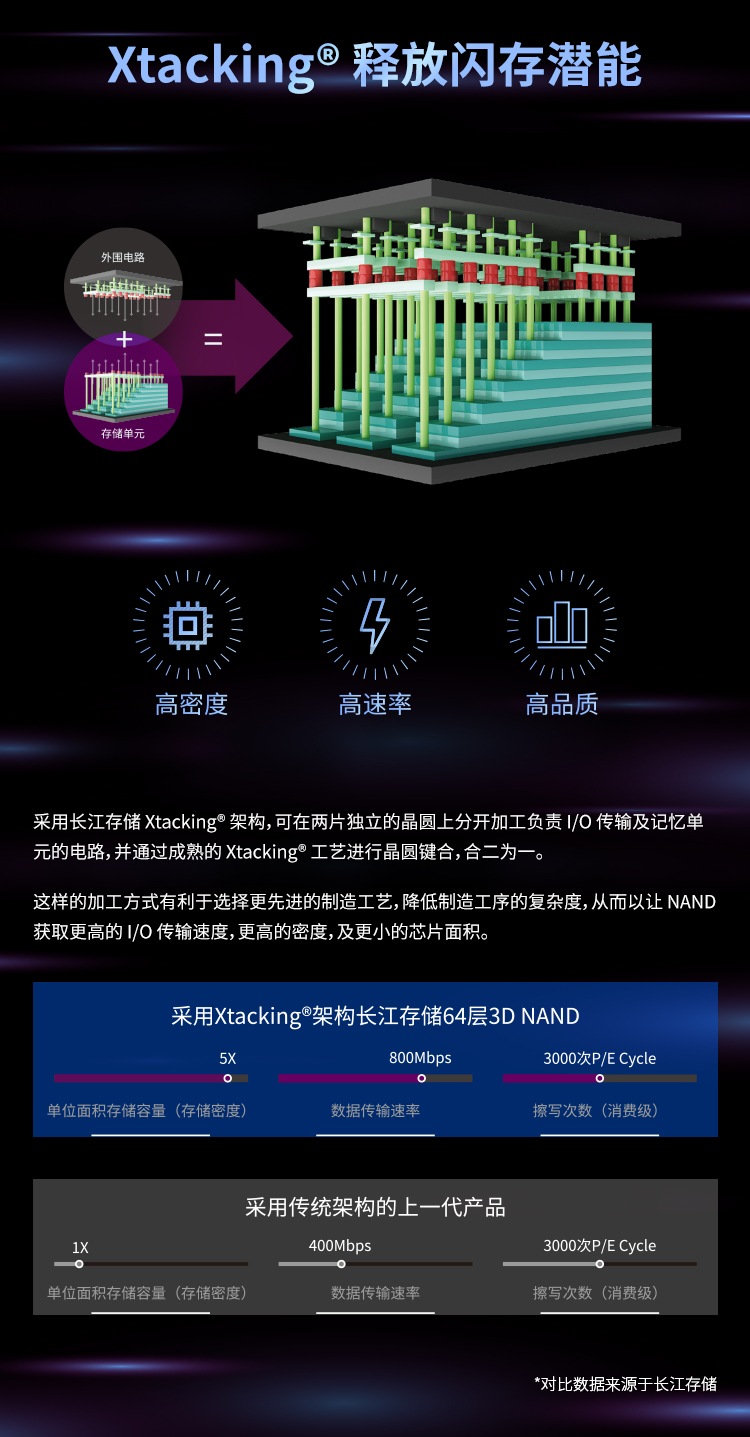 Xtacking® 释放闪存潜能
外围电路
+
=
存储单元
高密度
高速率
高品质
采用长江存储 Xtacking® 架构，可在两片独立的晶圆上分开加工负责 I/O 传输及记忆单
元的电路，并通过成熟的 Xtacking® 工艺进行晶圆键合，合二为一。
这样的加工方式有利于选择更先进的制造工艺，降低制造工序的复杂度，从而以让 NAND
获取更高的 I/O 传输速度，更高的密度，及更小的芯片面积。
采用Xtacking®架构长江存储64层3D NAND
5X
800Mbps
3000次P/E Cycle
单位面积存储容量（存储密度）
数据传输速率
擦写次数（消费级）
采用传统架构的上一代产品
1X
400Mbps
3000次P/E Cycle
单位面积存储容量（存储密度）
数据传输速率
擦写次数（消费级）
*对比数据来源于长江存储